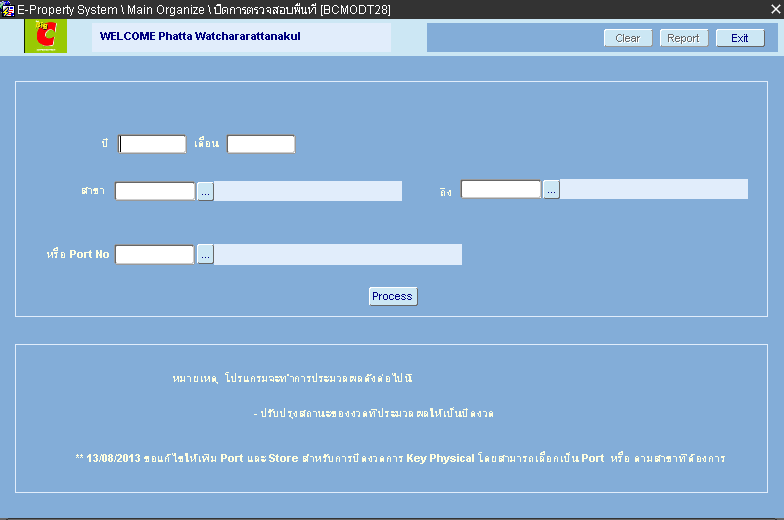 E-Property System \ Main Organize \ ปิดการตรวจสอบพื้นที่ [BCMODT28]
Big C
WELCOME Phatta Watchararattanakul
Clear Report Exit
ปี เดือน
สาขา ... ถึง ...
หรือ Port No ...
Process
หมายเหตุ โปรแกรมจะทำการประมวลผลดังต่อไปนี้
- ปรับปรุงสถานะของงวดที่ประมวลผลให้เป็นปิดงวด
** 13/08/2013 ขอแก้ไขให้เพิ่ม Port และ Store สำหรับการปิดงวดการ Key Physical โดยสามารถเลือกเป็น Port หรือ ตามสาขาที่ต้องการ